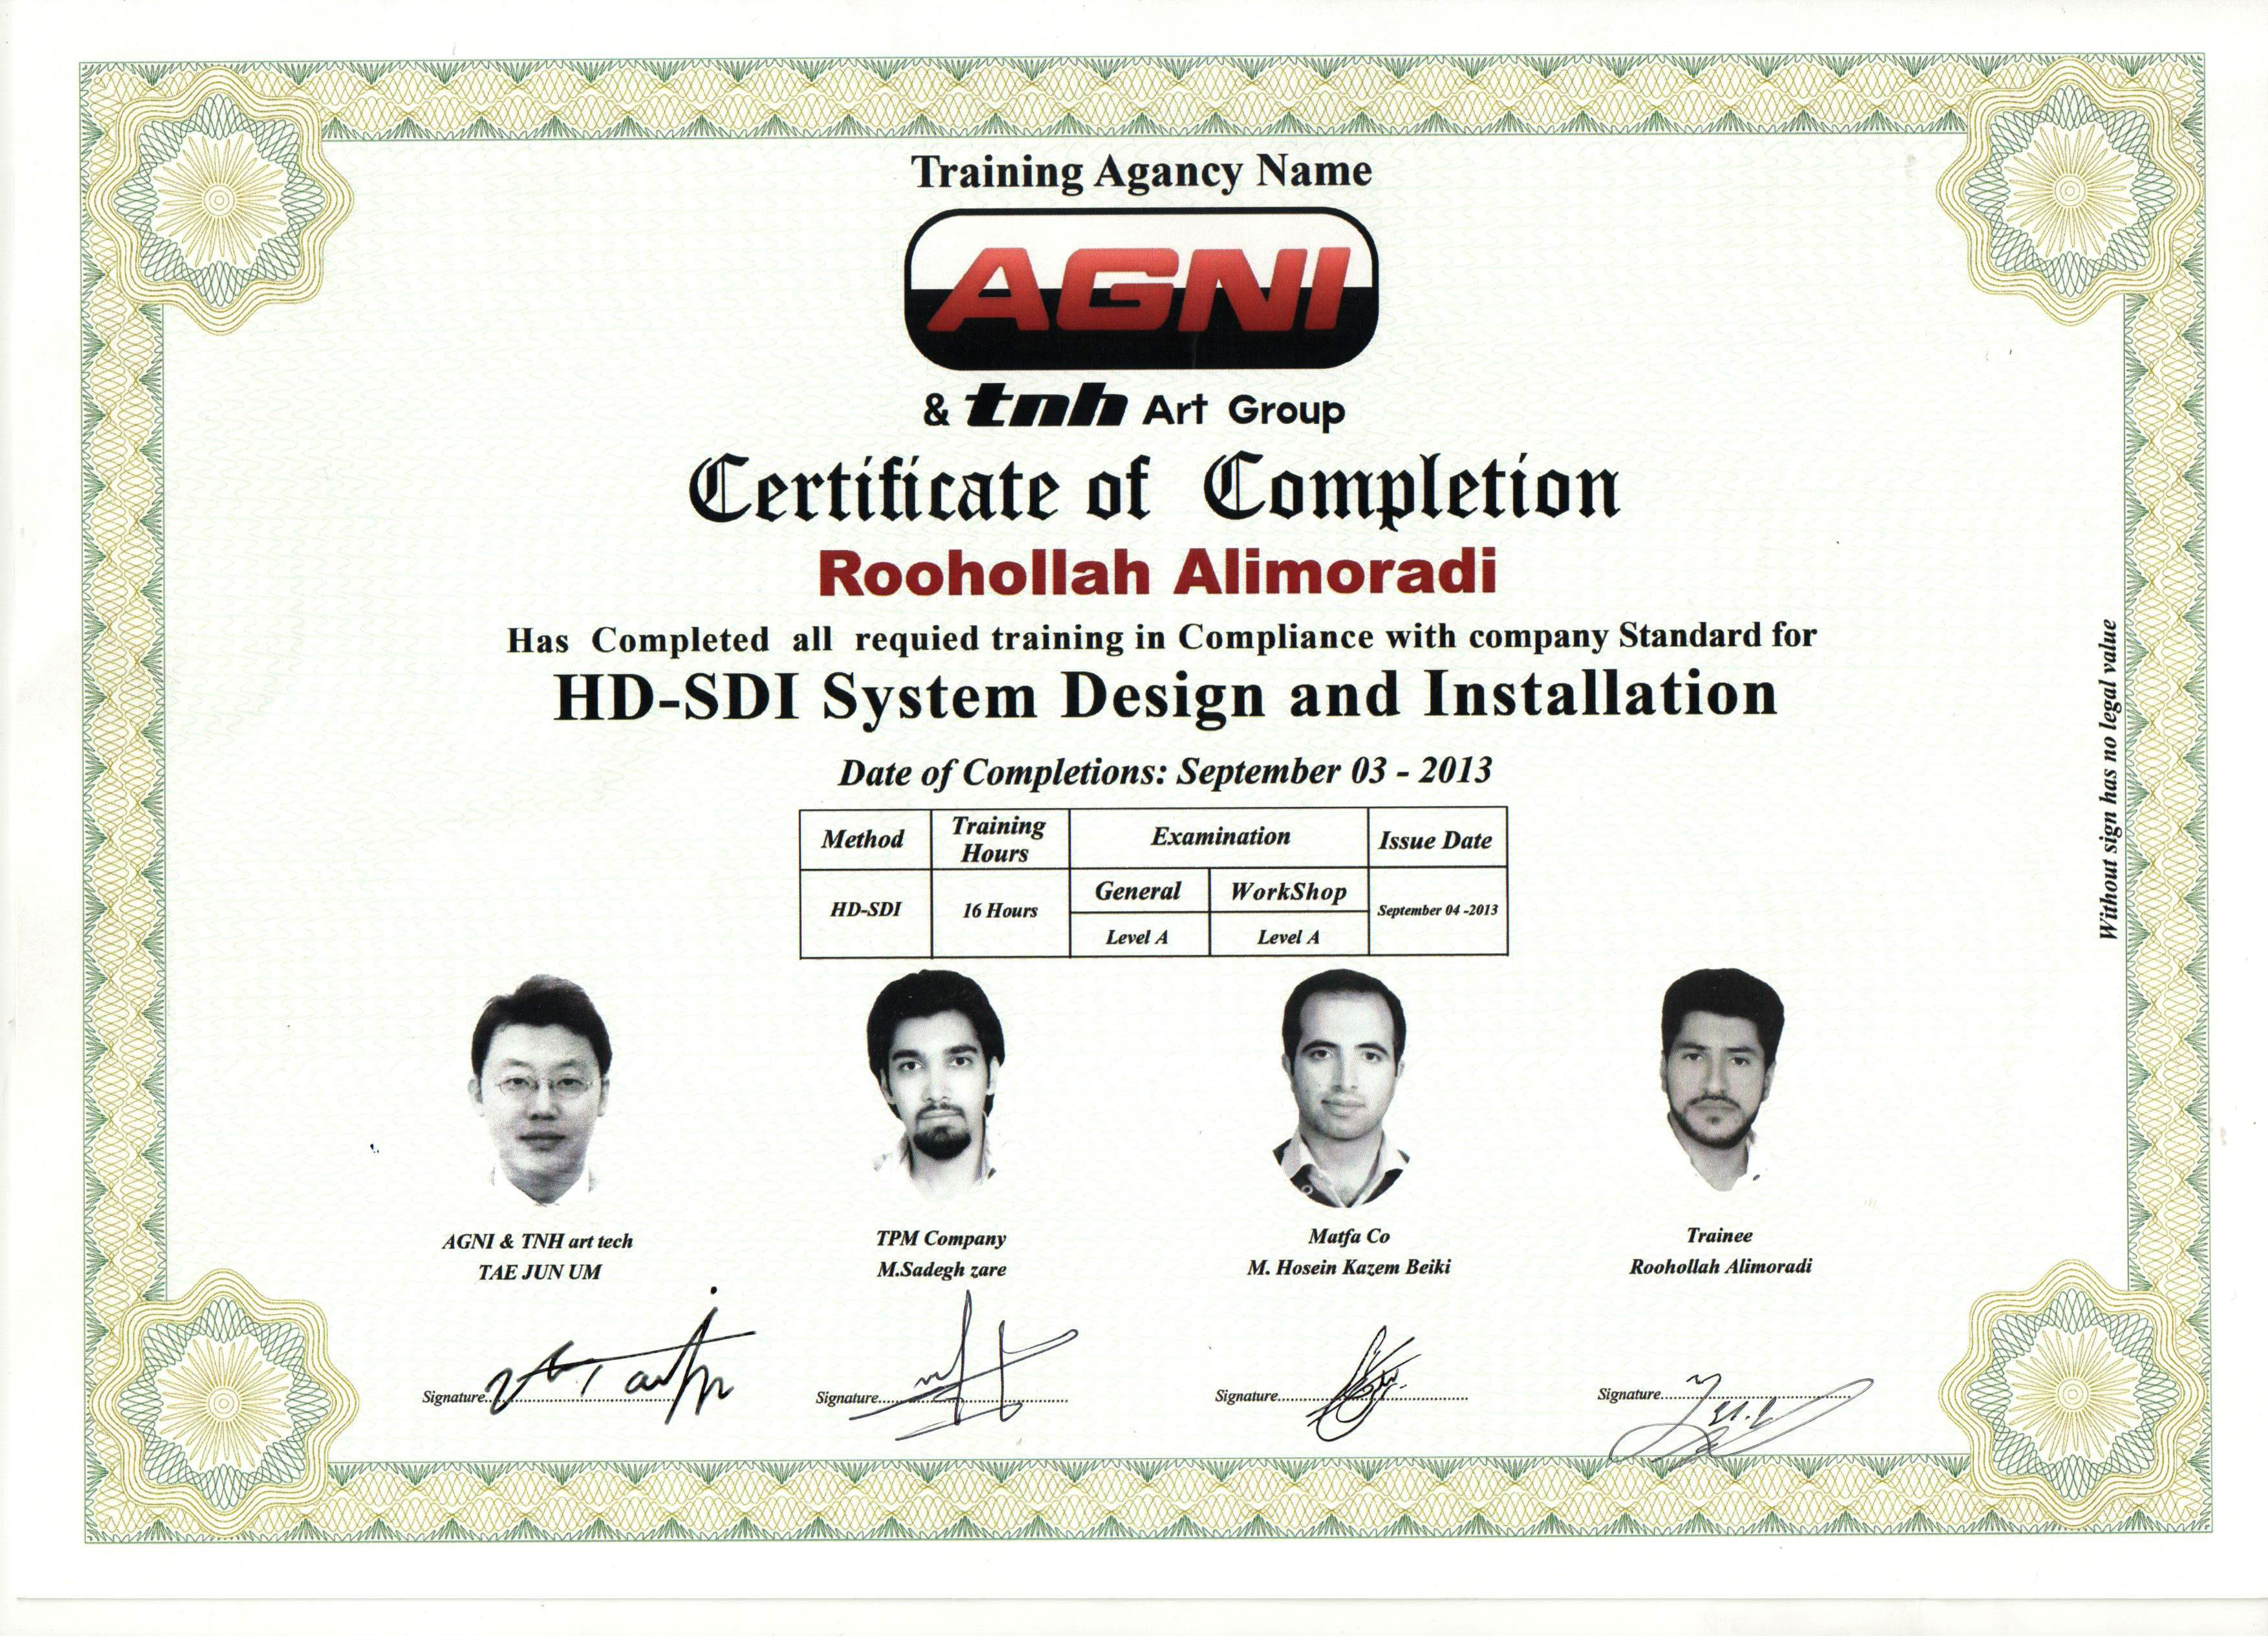 Training Agancy Name
AGNI
& tnh Art Group
Certificate of Completion
Roohollah Alimoradi
Has Completed all requied training in Compliance with company Standard for
HD-SDI System Design and Installation
Date of Completions: September 03 - 2013
Method Training Hours Examination Issue Date
General WorkShop
HD-SDI 16 Hours September 04 -2013
Level A Level A
Without sign has no legal value
AGNI & TNH art tech
TAE JUN UM
TPM Company
M.Sadegh zare
Matfa Co
M. Hosein Kazem Beiki
Trainee
Roohollah Alimoradi
Signature
Signature
Signature
Signature